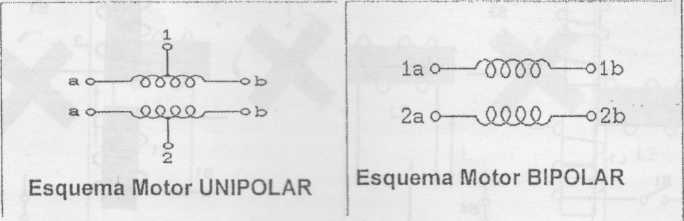 1
a b
a b
2
Esquema Motor UNIPOLAR
1a 1b
2a 2b
Esquema Motor BIPOLAR